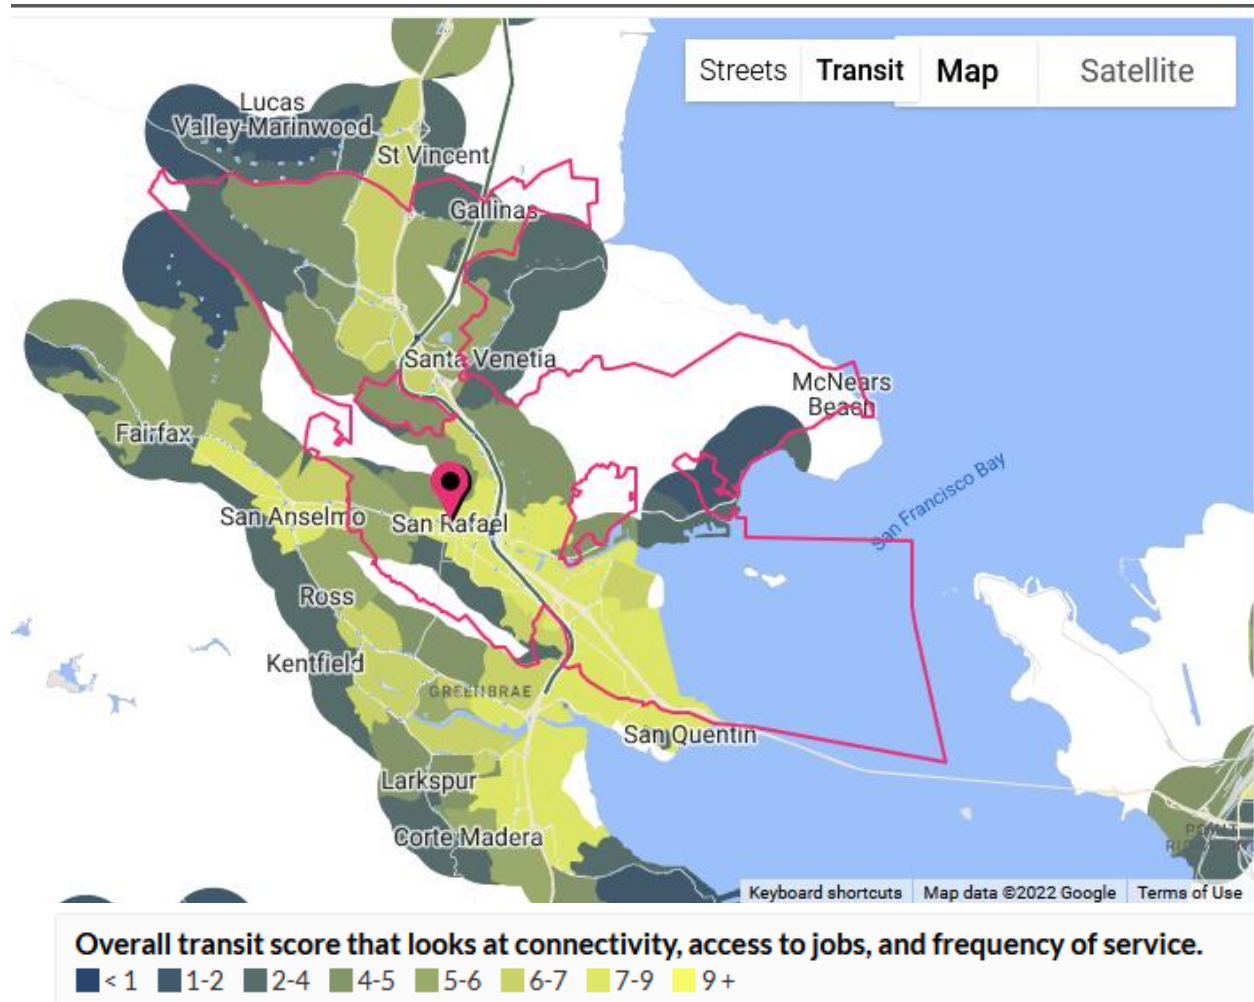 Streets Transit Map Satellite
Lucas
Valley-Marinwood
St Vincent
Gallinas
Santa Venetia
McNears
Beach
Fairfax
San Anselmo
San Rafael
San Francisco Bay
Ross
Kentfield
GREENBRAE
San Quentin
Larkspur
Corte Madera
Keyboard shortcuts Map data ©2022 Google Terms of Use
Overall transit score that looks at connectivity, access to jobs, and frequency of service.
< 1 1-2 2-4 4-5 5-6 6-7 7-9 9 +